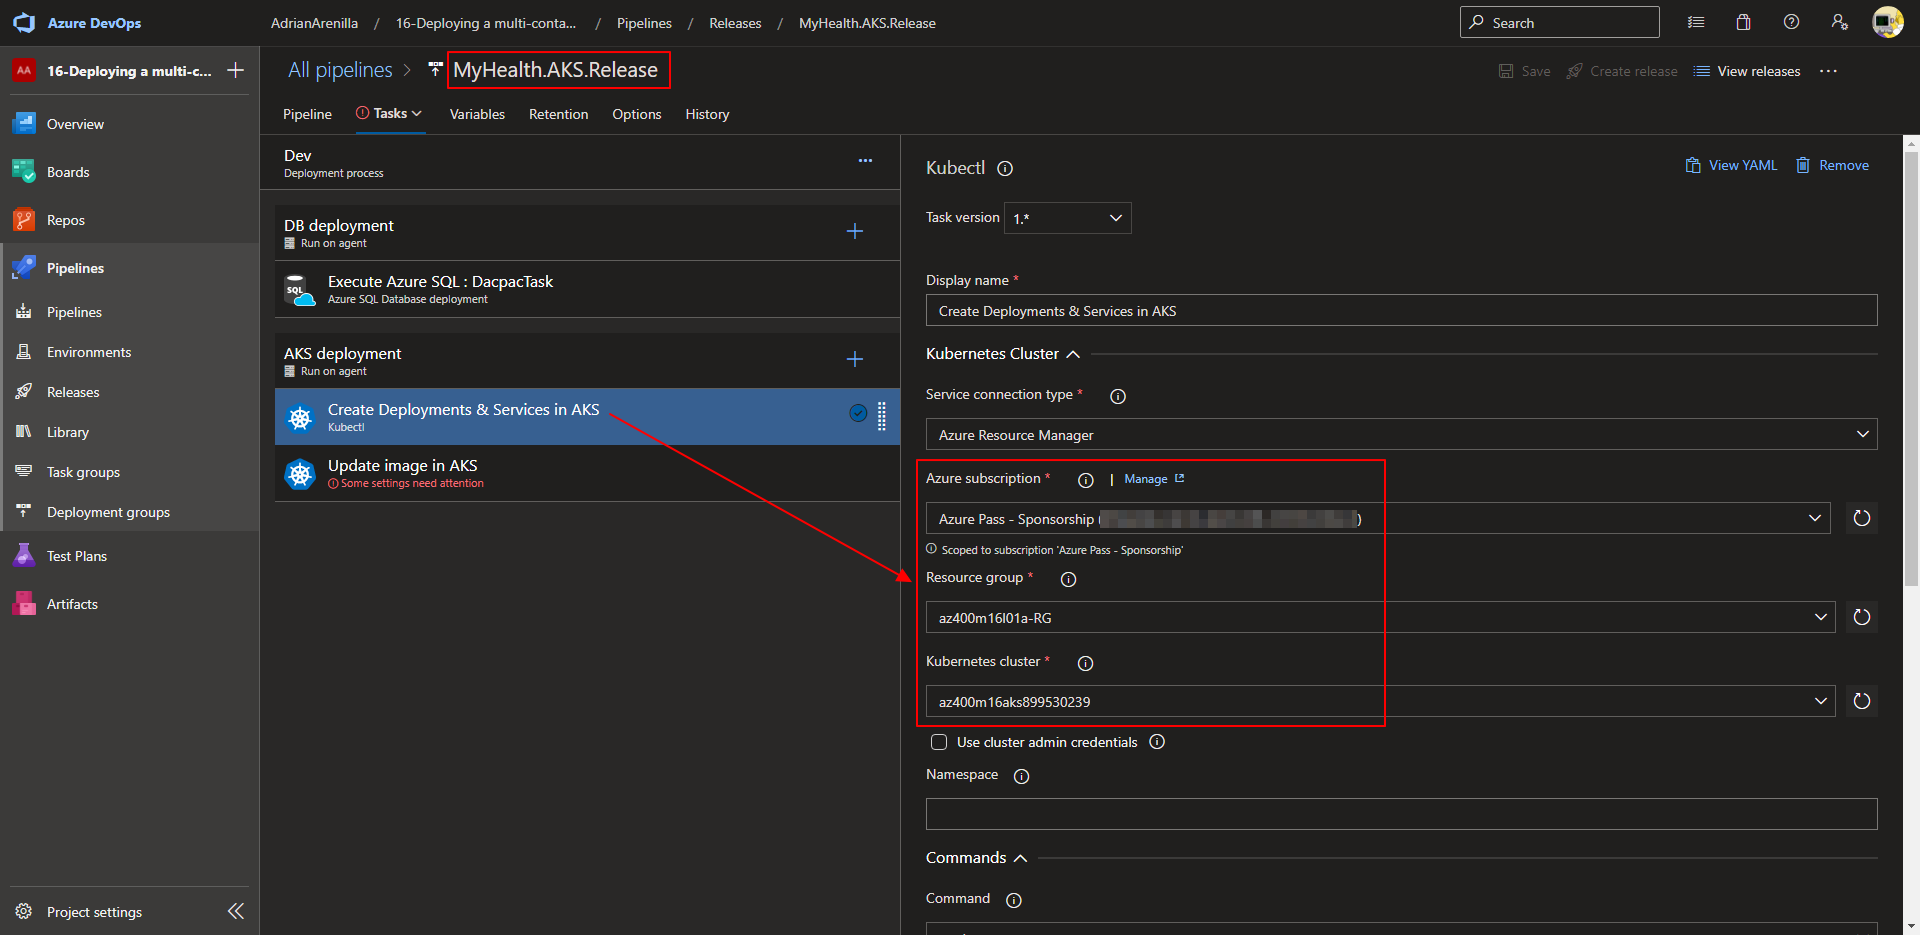 Azure DevOps
AdrianArenilla / 16-Deploying a multi-conta... / Pipelines / Releases / MyHealth.AKS.Release
Search
AA
16-Deploying a multi-c...
Overview
Boards
Repos
Pipelines
Pipelines
Environments
Releases
Library
Task groups
Deployment groups
Test Plans
Artifacts
Project settings
All pipelines > MyHealth.AKS.Release
Save
Create release
View releases
Pipeline
Tasks
Variables
Retention
Options
History
Dev
Deployment process
DB deployment
Run on agent
SQL
Execute Azure SQL : DacpacTask
Azure SQL Database deployment
AKS deployment
Run on agent
Create Deployments & Services in AKS
Kubectl
Update image in AKS
Some settings need attention
Kubectl
View YAML
Remove
Task version 1.*
Display name *
Create Deployments & Services in AKS
Kubernetes Cluster
Service connection type *
Azure Resource Manager
Azure subscription * | Manage
Azure Pass - Sponsorship ( )
Scoped to subscription 'Azure Pass - Sponsorship'
Resource group *
az400m16l01a-RG
Kubernetes cluster *
az400m16aks899530239
Use cluster admin credentials
Namespace
Commands
Command